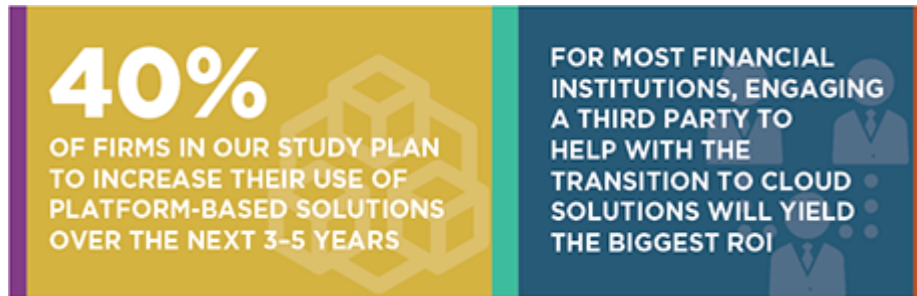 40%
OF FIRMS IN OUR STUDY PLAN
TO INCREASE THEIR USE OF
PLATFORM-BASED SOLUTIONS
OVER THE NEXT 3–5 YEARS
FOR MOST FINANCIAL
INSTITUTIONS, ENGAGING
A THIRD PARTY TO
HELP WITH THE
TRANSITION TO CLOUD
SOLUTIONS WILL YIELD
THE BIGGEST ROI